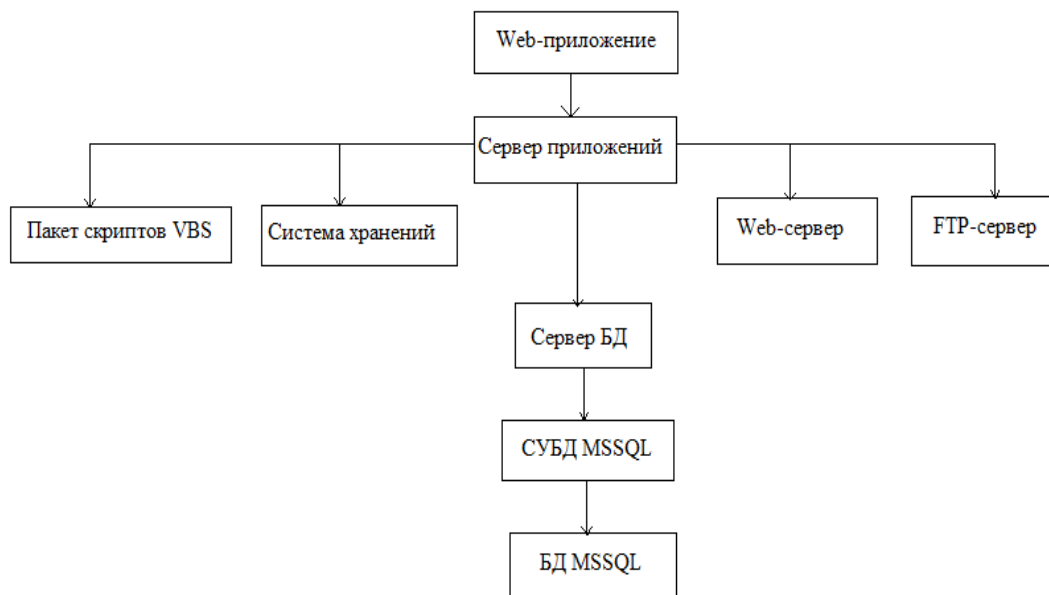 Web-приложение
Сервер приложений
Пакет скриптов VBS
Система хранений
Web-сервер
FTP-сервер
Сервер БД
СУБД MSSQL
БД MSSQL